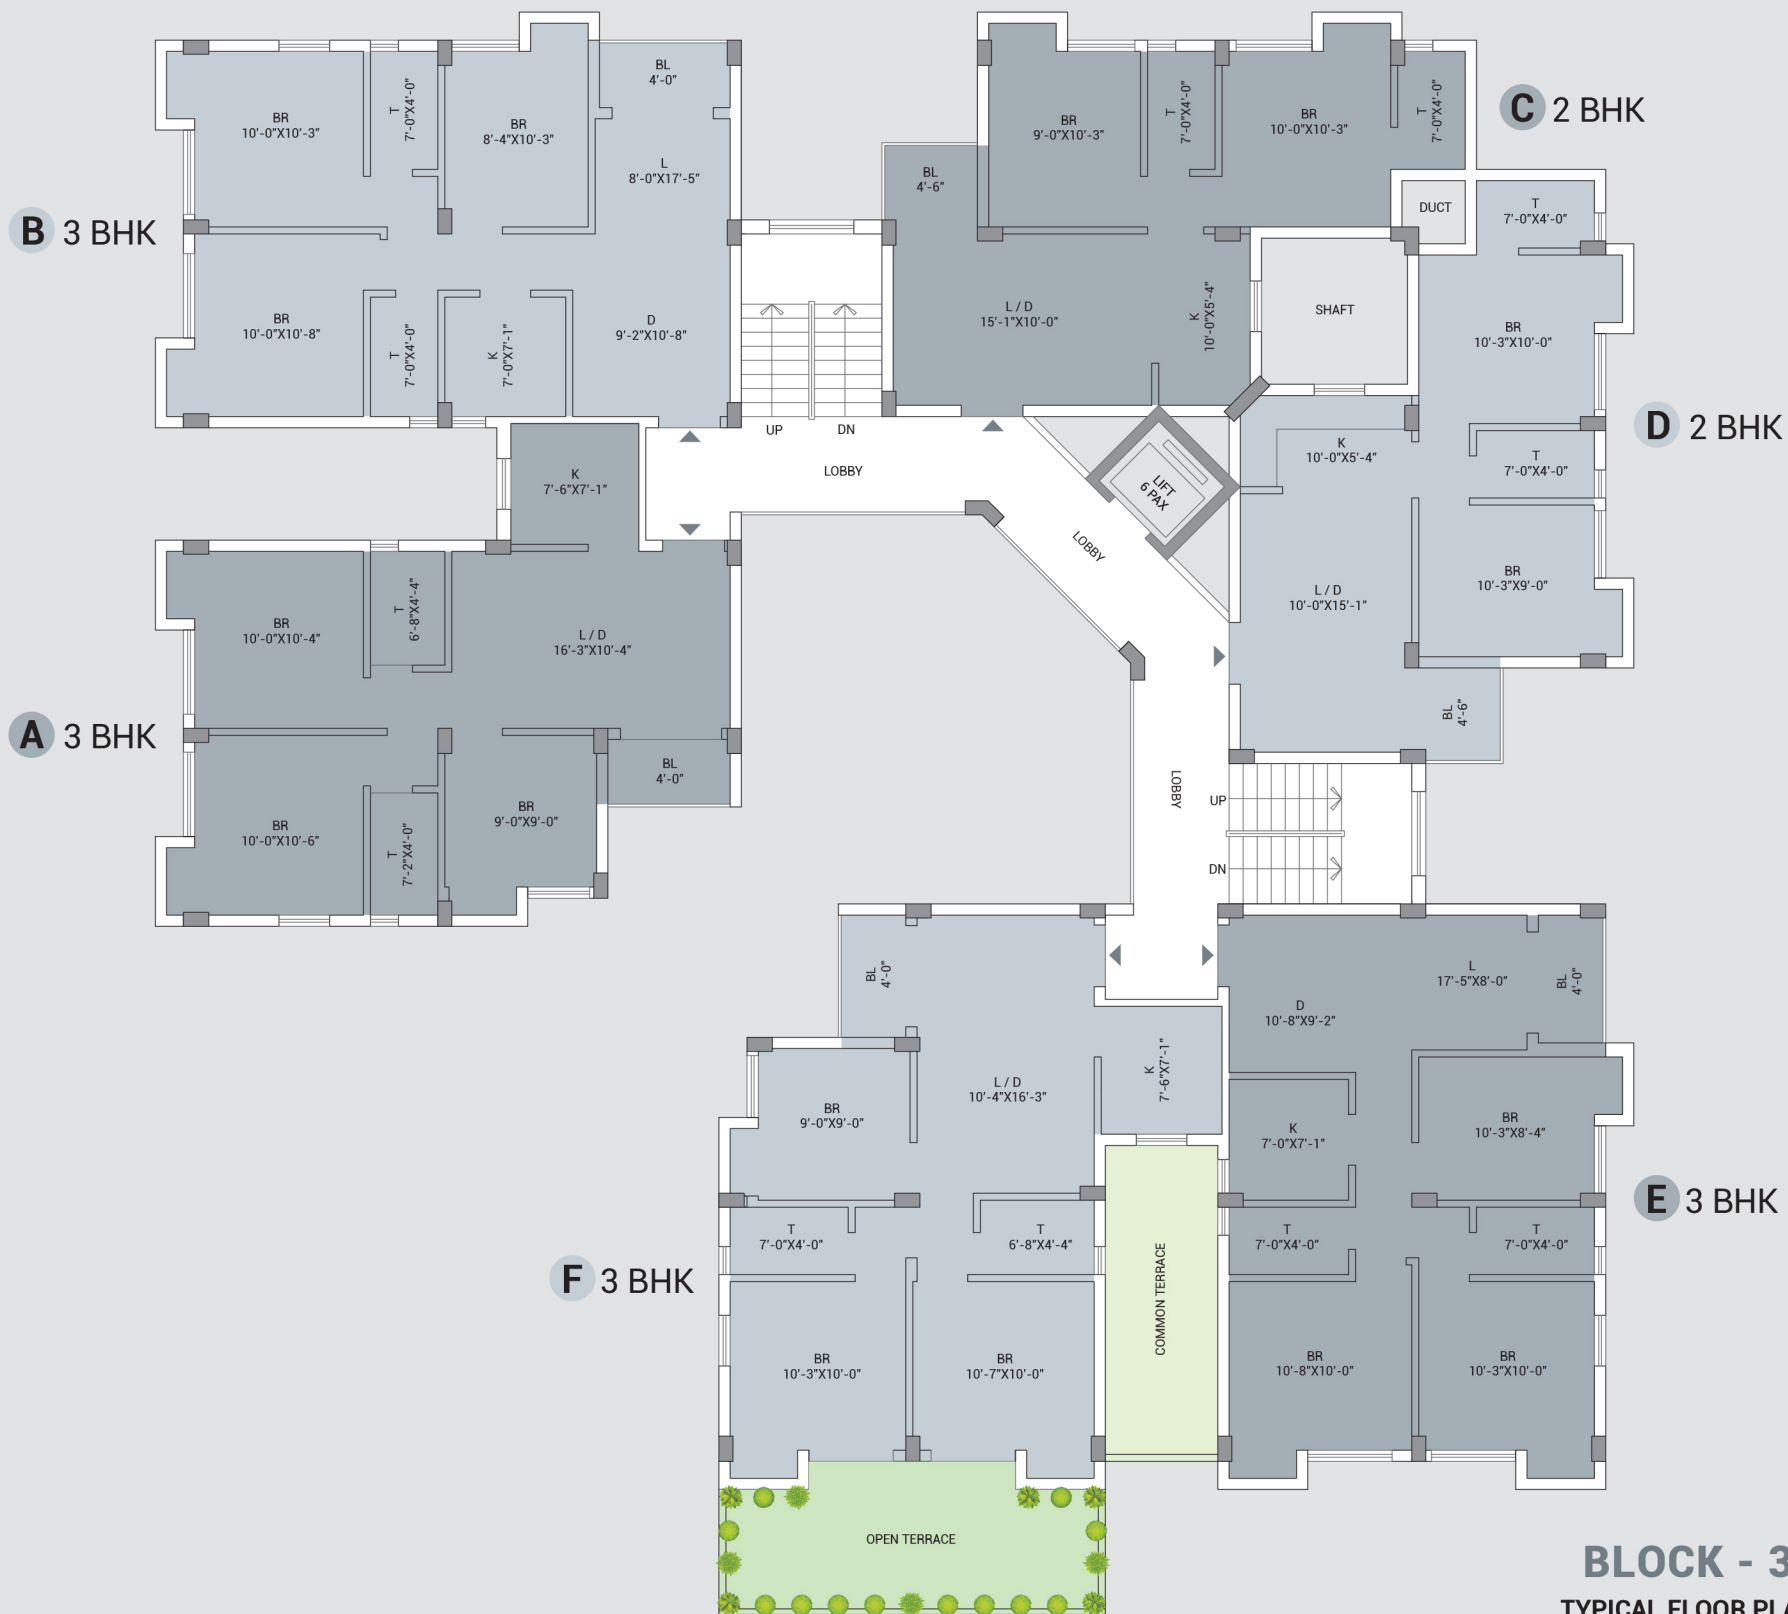 B 3 BHK
BR
10'-0"X10'-3"
T
7'-0"X4'-0"
BR
8'-4"X10'-3"
BL
4'-0"
L
8'-0"X17'-5"
BR
10'-0"X10'-8"
T
7'-0"X4'-0"
K
7'-0"X7'-1"
D
9'-2"X10'-8"
C 2 BHK
BR
9'-0"X10'-3"
T
7'-0"X4'-0"
BR
10'-0"X10'-3"
T
7'-0"X4'-0"
BL
4'-6"
L / D
15'-1"X10'-0"
K
10'-0"X5'-4"
DUCT
SHAFT
UP
DN
LOBBY
LIFT
6 PAX
LOBBY
D 2 BHK
T
7'-0"X4'-0"
BR
10'-3"X10'-0"
K
10'-0"X5'-4"
T
7'-0"X4'-0"
BR
10'-3"X9'-0"
L / D
10'-0"X15'-1"
BL
4'-6"
A 3 BHK
K
7'-6"X7'-1"
BR
10'-0"X10'-4"
T
6'-8"X4'-4"
L / D
16'-3"X10'-4"
BR
10'-0"X10'-6"
T
7'-2"X4'-0"
BR
9'-0"X9'-0"
BL
4'-0"
LOBBY
UP
DN
F 3 BHK
BL
4'-0"
L / D
10'-4"X16'-3"
K
7'-6"X7'-1"
BR
9'-0"X9'-0"
T
7'-0"X4'-0"
T
6'-8"X4'-4"
BR
10'-3"X10'-0"
BR
10'-7"X10'-0"
COMMON TERRACE
OPEN TERRACE
E 3 BHK
L
17'-5"X8'-0"
BL
4'-0"
D
10'-8"X9'-2"
K
7'-0"X7'-1"
BR
10'-3"X8'-4"
T
7'-0"X4'-0"
T
7'-0"X4'-0"
BR
10'-8"X10'-0"
BR
10'-3"X10'-0"
BLOCK - 3
TYPICAL FLOOR